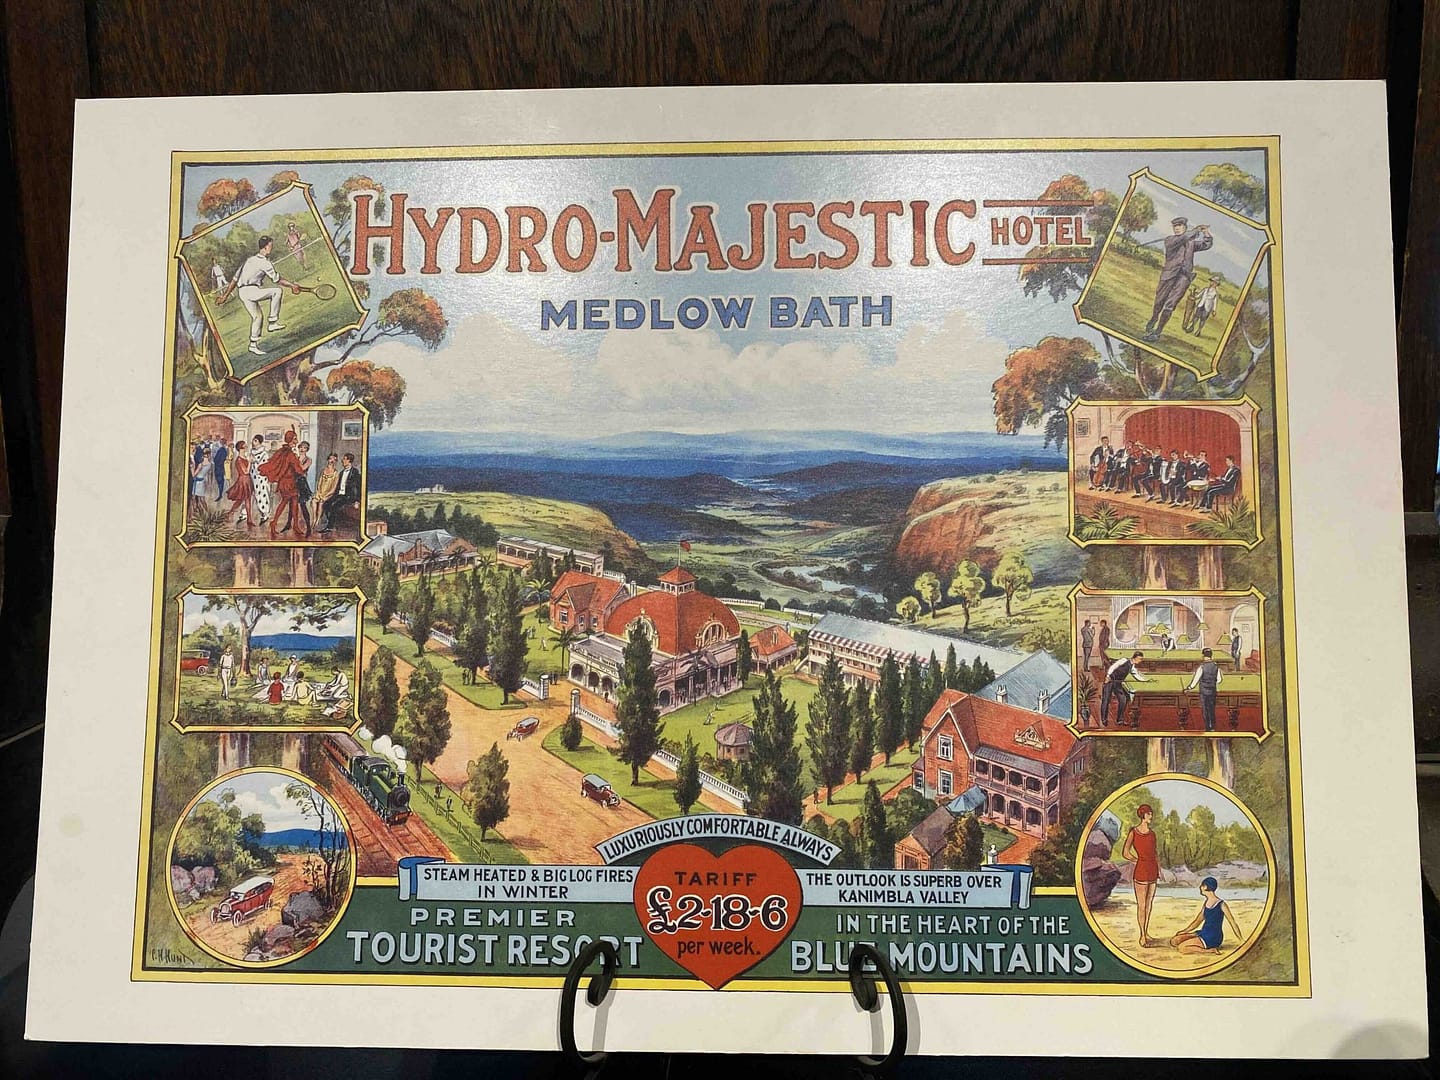 HYDRO-MAJESTIC HOTEL
MEDLOW BATH
LUXURIOUSLY COMFORTABLE ALWAYS
STEAM HEATED & BIG LOG FIRES
IN WINTER
TARIFF
£2-18-6
per week.
THE OUTLOOK IS SUPERB OVER
KANIMBLA VALLEY
PREMIER
TOURIST RESORT
IN THE HEART OF THE
BLUE MOUNTAINS
C.H.HUNT